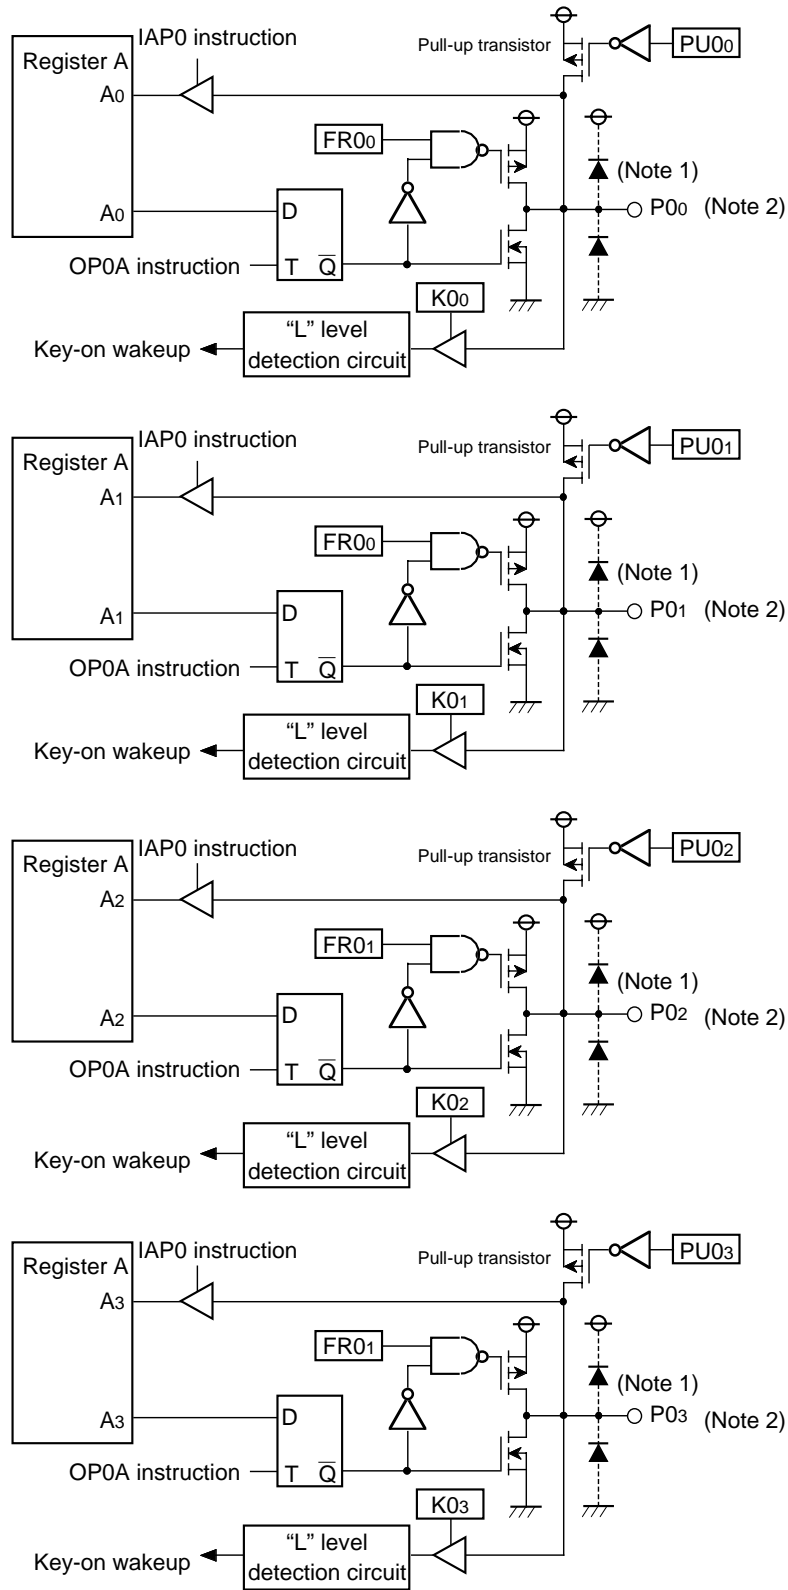 IAP0 instruction
Pull-up transistor
PU00
Register A
A0
FR00
(Note 1)
A0
D
P00 (Note 2)
OP0A instruction
T Q
K00
Key-on wakeup
“L” level
detection circuit
IAP0 instruction
Pull-up transistor
PU01
Register A
A1
FR00
(Note 1)
A1
D
P01 (Note 2)
OP0A instruction
T Q
K01
Key-on wakeup
“L” level
detection circuit
IAP0 instruction
Pull-up transistor
PU02
Register A
A2
FR01
(Note 1)
A2
D
P02 (Note 2)
OP0A instruction
T Q
K02
Key-on wakeup
“L” level
detection circuit
IAP0 instruction
Pull-up transistor
PU03
Register A
A3
FR01
(Note 1)
A3
D
P03 (Note 2)
OP0A instruction
T Q
K03
Key-on wakeup
“L” level
detection circuit